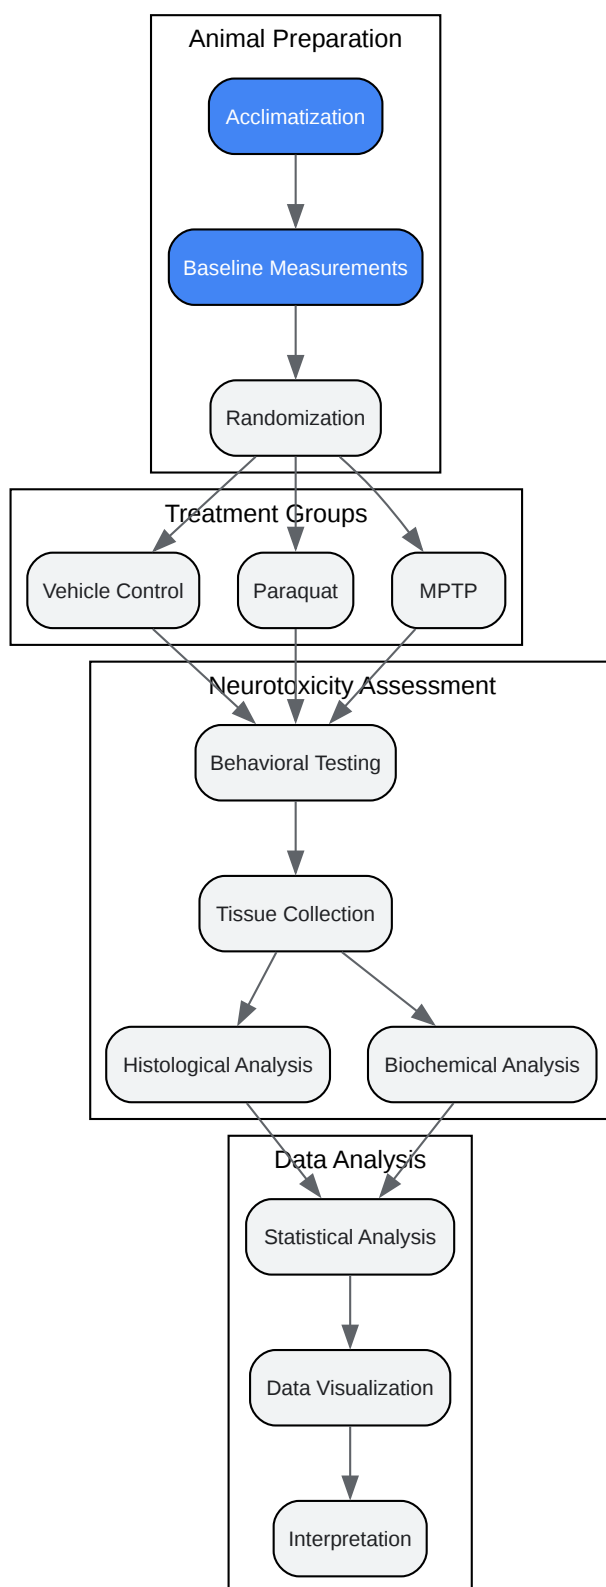 Animal Preparation
Acclimatization
Baseline Measurements
Randomization
Treatment Groups
Vehicle Control
Paraquat
MPTP
Neurotoxicity Assessment
Behavioral Testing
Tissue Collection
Histological Analysis
Biochemical Analysis
Data Analysis
Statistical Analysis
Data Visualization
Interpretation